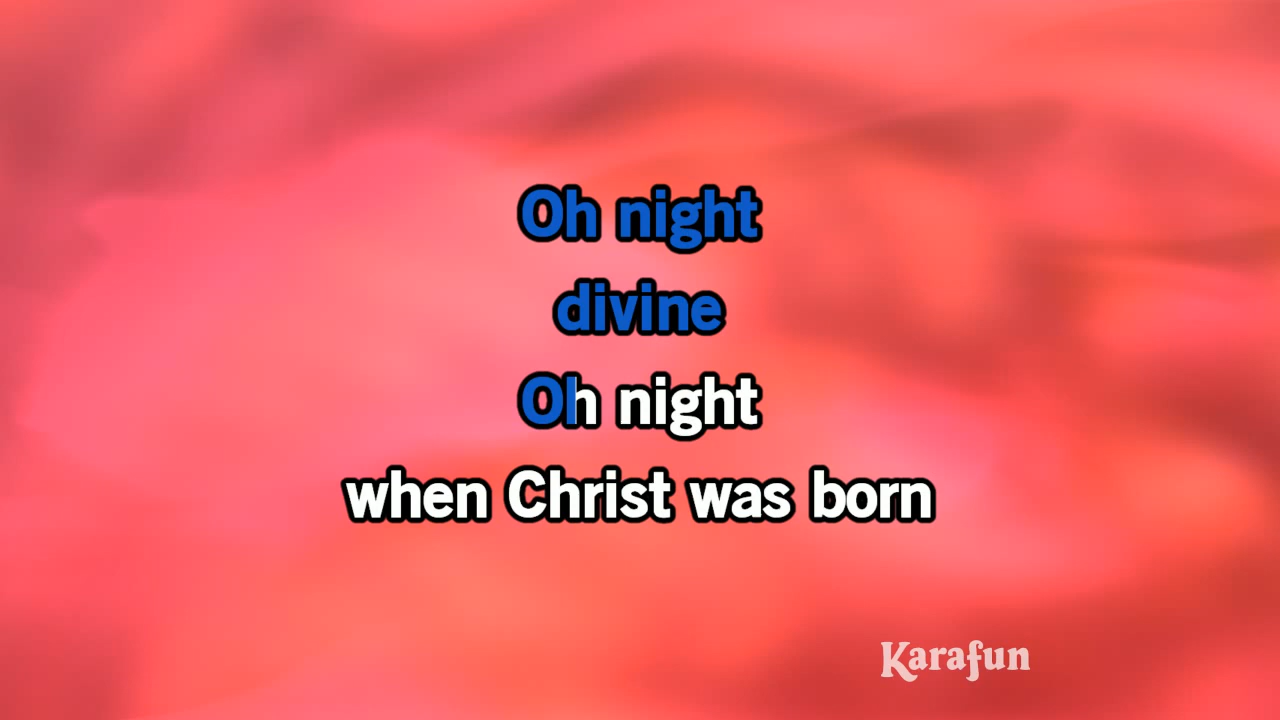 Oh night
divine
Oh night
when Christ was born
Karafun